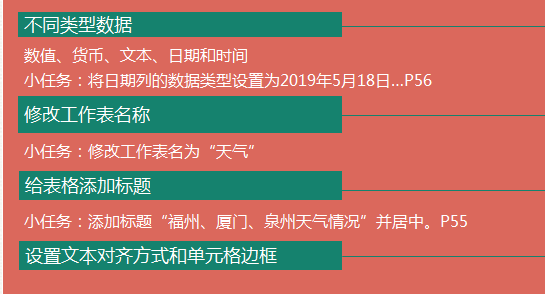 不同类型数据
数值、货币、文本、日期和时间
小任务：将日期列的数据类型设置为2019年5月18日...P56
修改工作表名称
小任务：修改工作表名为“天气”
给表格添加标题
小任务：添加标题“福州、厦门、泉州天气情况”并居中。P55
设置文本对齐方式和单元格边框